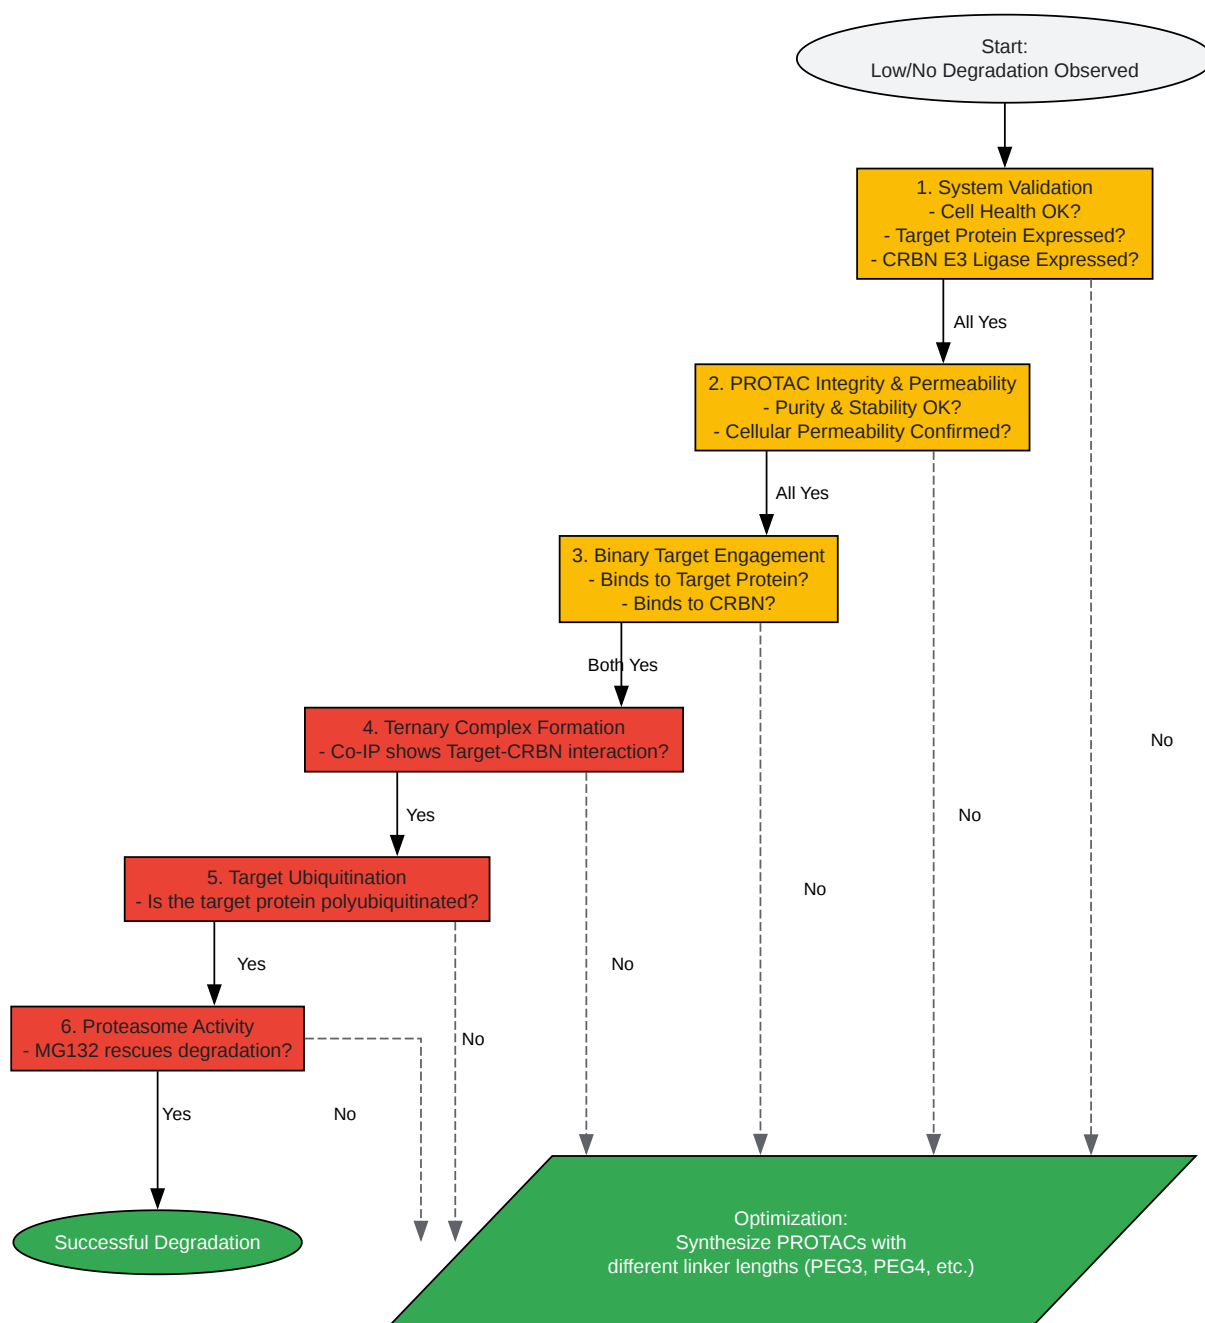 Start:
Low/No Degradation Observed
1. System Validation
- Cell Health OK?
- Target Protein Expressed?
- CRBN E3 Ligase Expressed?
All Yes
2. PROTAC Integrity & Permeability
- Purity & Stability OK?
- Cellular Permeability Confirmed?
All Yes
3. Binary Target Engagement
- Binds to Target Protein?
- Binds to CRBN?
Both Yes
4. Ternary Complex Formation
- Co-IP shows Target-CRBN interaction?
No
Yes
No
5. Target Ubiquitination
- Is the target protein polyubiquitinated?
No
Yes
No
6. Proteasome Activity
- MG132 rescues degradation?
No
Yes
No
Successful Degradation
Optimization:
Synthesize PROTACs with
different linker lengths (PEG3, PEG4, etc.)